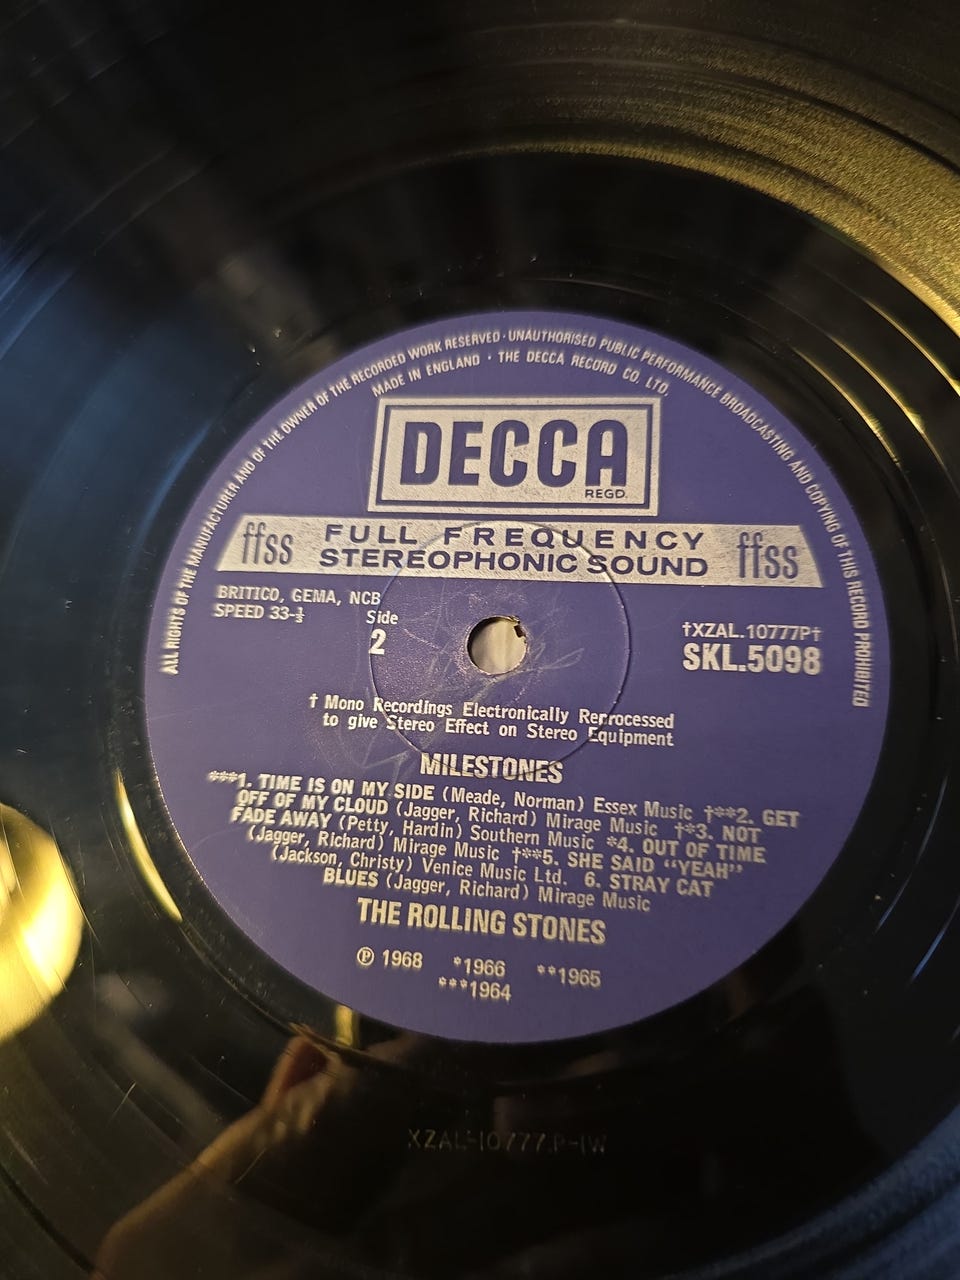 ALL RIGHTS OF THE MANUFACTURER AND OF THE OWNER OF THE RECORDED WORK RESERVED · UNAUTHORISED PUBLIC PERFORMANCE BROADCASTING AND COPYING OF THIS RECORD PROHIBITED
MADE IN ENGLAND · THE DECCA RECORD CO. LTD.
DECCA
REGD.
ffss FULL FREQUENCY STEREOPHONIC SOUND ffss
BRITICO, GEMA, NCB
SPEED 33-⅓
Side
2
†XZAL.10777P†
SKL.5098
† Mono Recordings Electronically Reprocessed
to give Stereo Effect on Stereo Equipment
MILESTONES
***1. TIME IS ON MY SIDE (Meade, Norman) Essex Music †**2. GET
OFF OF MY CLOUD (Jagger, Richard) Mirage Music †*3. NOT
FADE AWAY (Petty, Hardin) Southern Music *4. OUT OF TIME
(Jagger, Richard) Mirage Music †**5. SHE SAID “YEAH”
(Jackson, Christy) Venice Music Ltd. 6. STRAY CAT
BLUES (Jagger, Richard) Mirage Music
THE ROLLING STONES
℗ 1968 *1966 **1965
***1964
XZAL-10777.P-1W